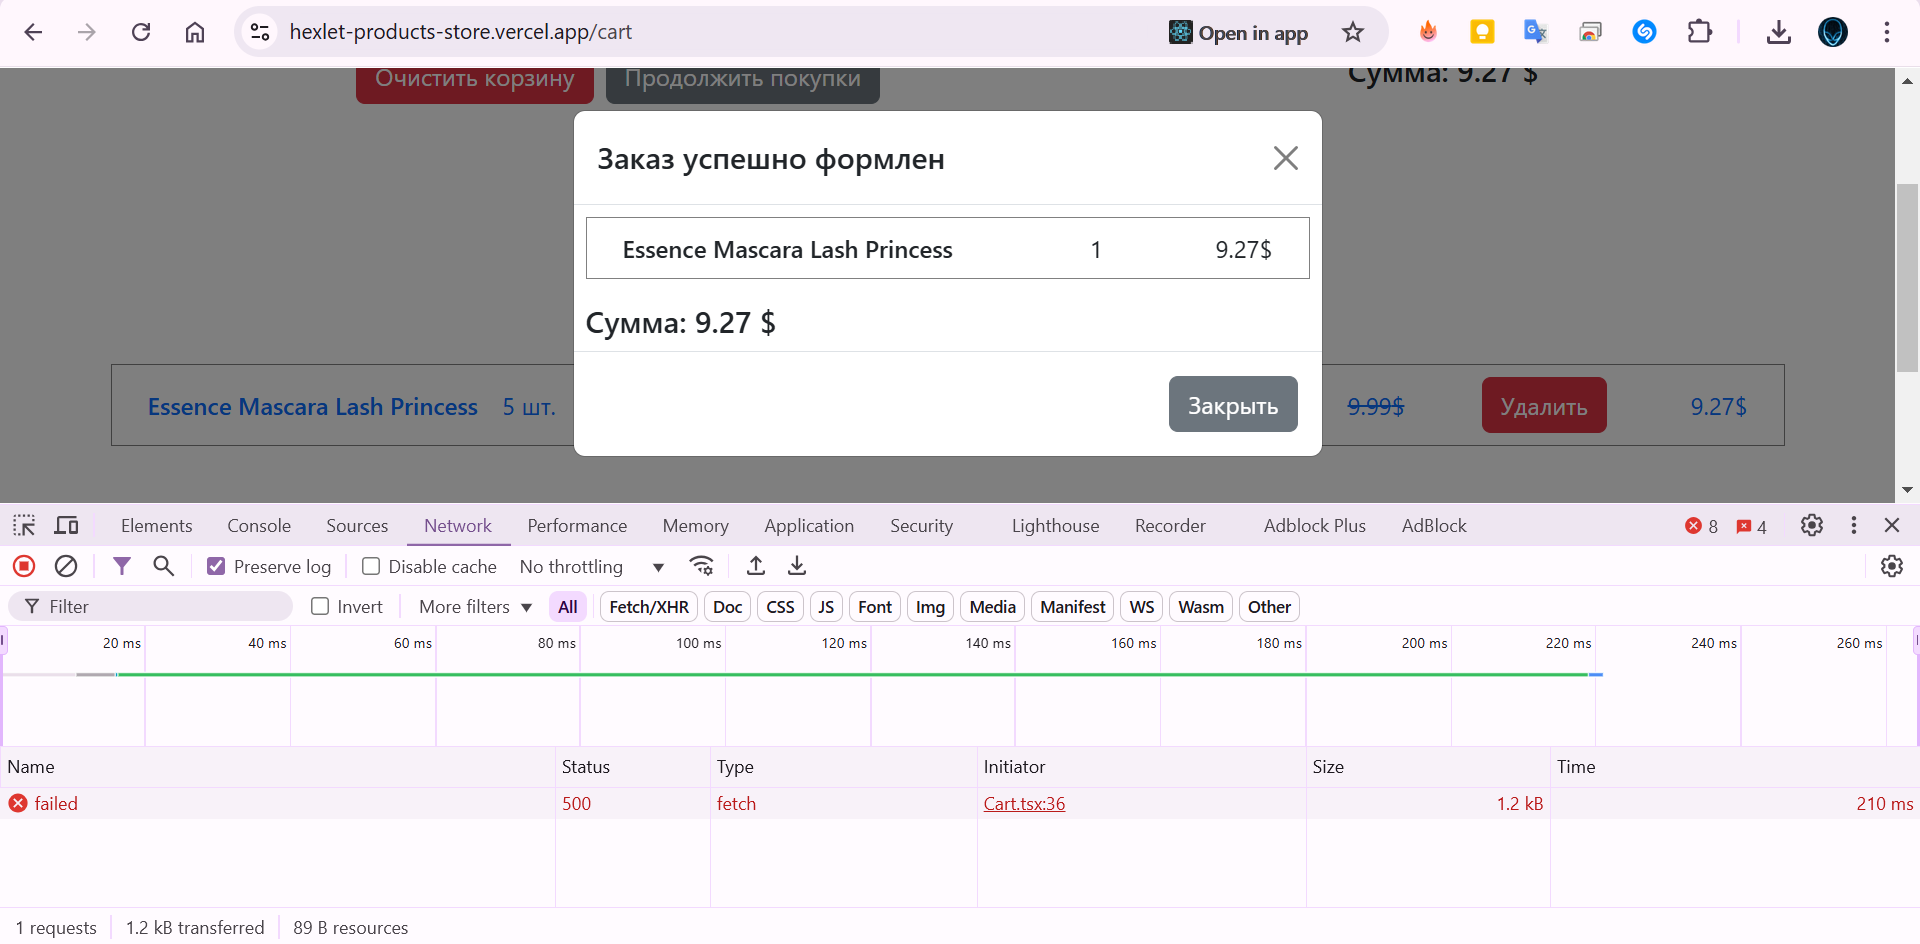 hexlet-products-store.vercel.app/cart
Open in app
Очистить корзину
Продолжить покупки
Сумма: 9.27 $
Заказ успешно формлен
Essence Mascara Lash Princess 1 9.27$
Сумма: 9.27 $
Закрыть
Essence Mascara Lash Princess 5 шт. 9.99$ Удалить 9.27$
Elements Console Sources Network Performance Memory Application Security Lighthouse Recorder Adblock Plus AdBlock 8 4
Preserve log Disable cache No throttling
Filter Invert More filters All Fetch/XHR Doc CSS JS Font Img Media Manifest WS Wasm Other
20 ms 40 ms 60 ms 80 ms 100 ms 120 ms 140 ms 160 ms 180 ms 200 ms 220 ms 240 ms 260 ms
Name Status Type Initiator Size Time
failed 500 fetch Cart.tsx:36 1.2 kB 210 ms
1 requests 1.2 kB transferred 89 B resources